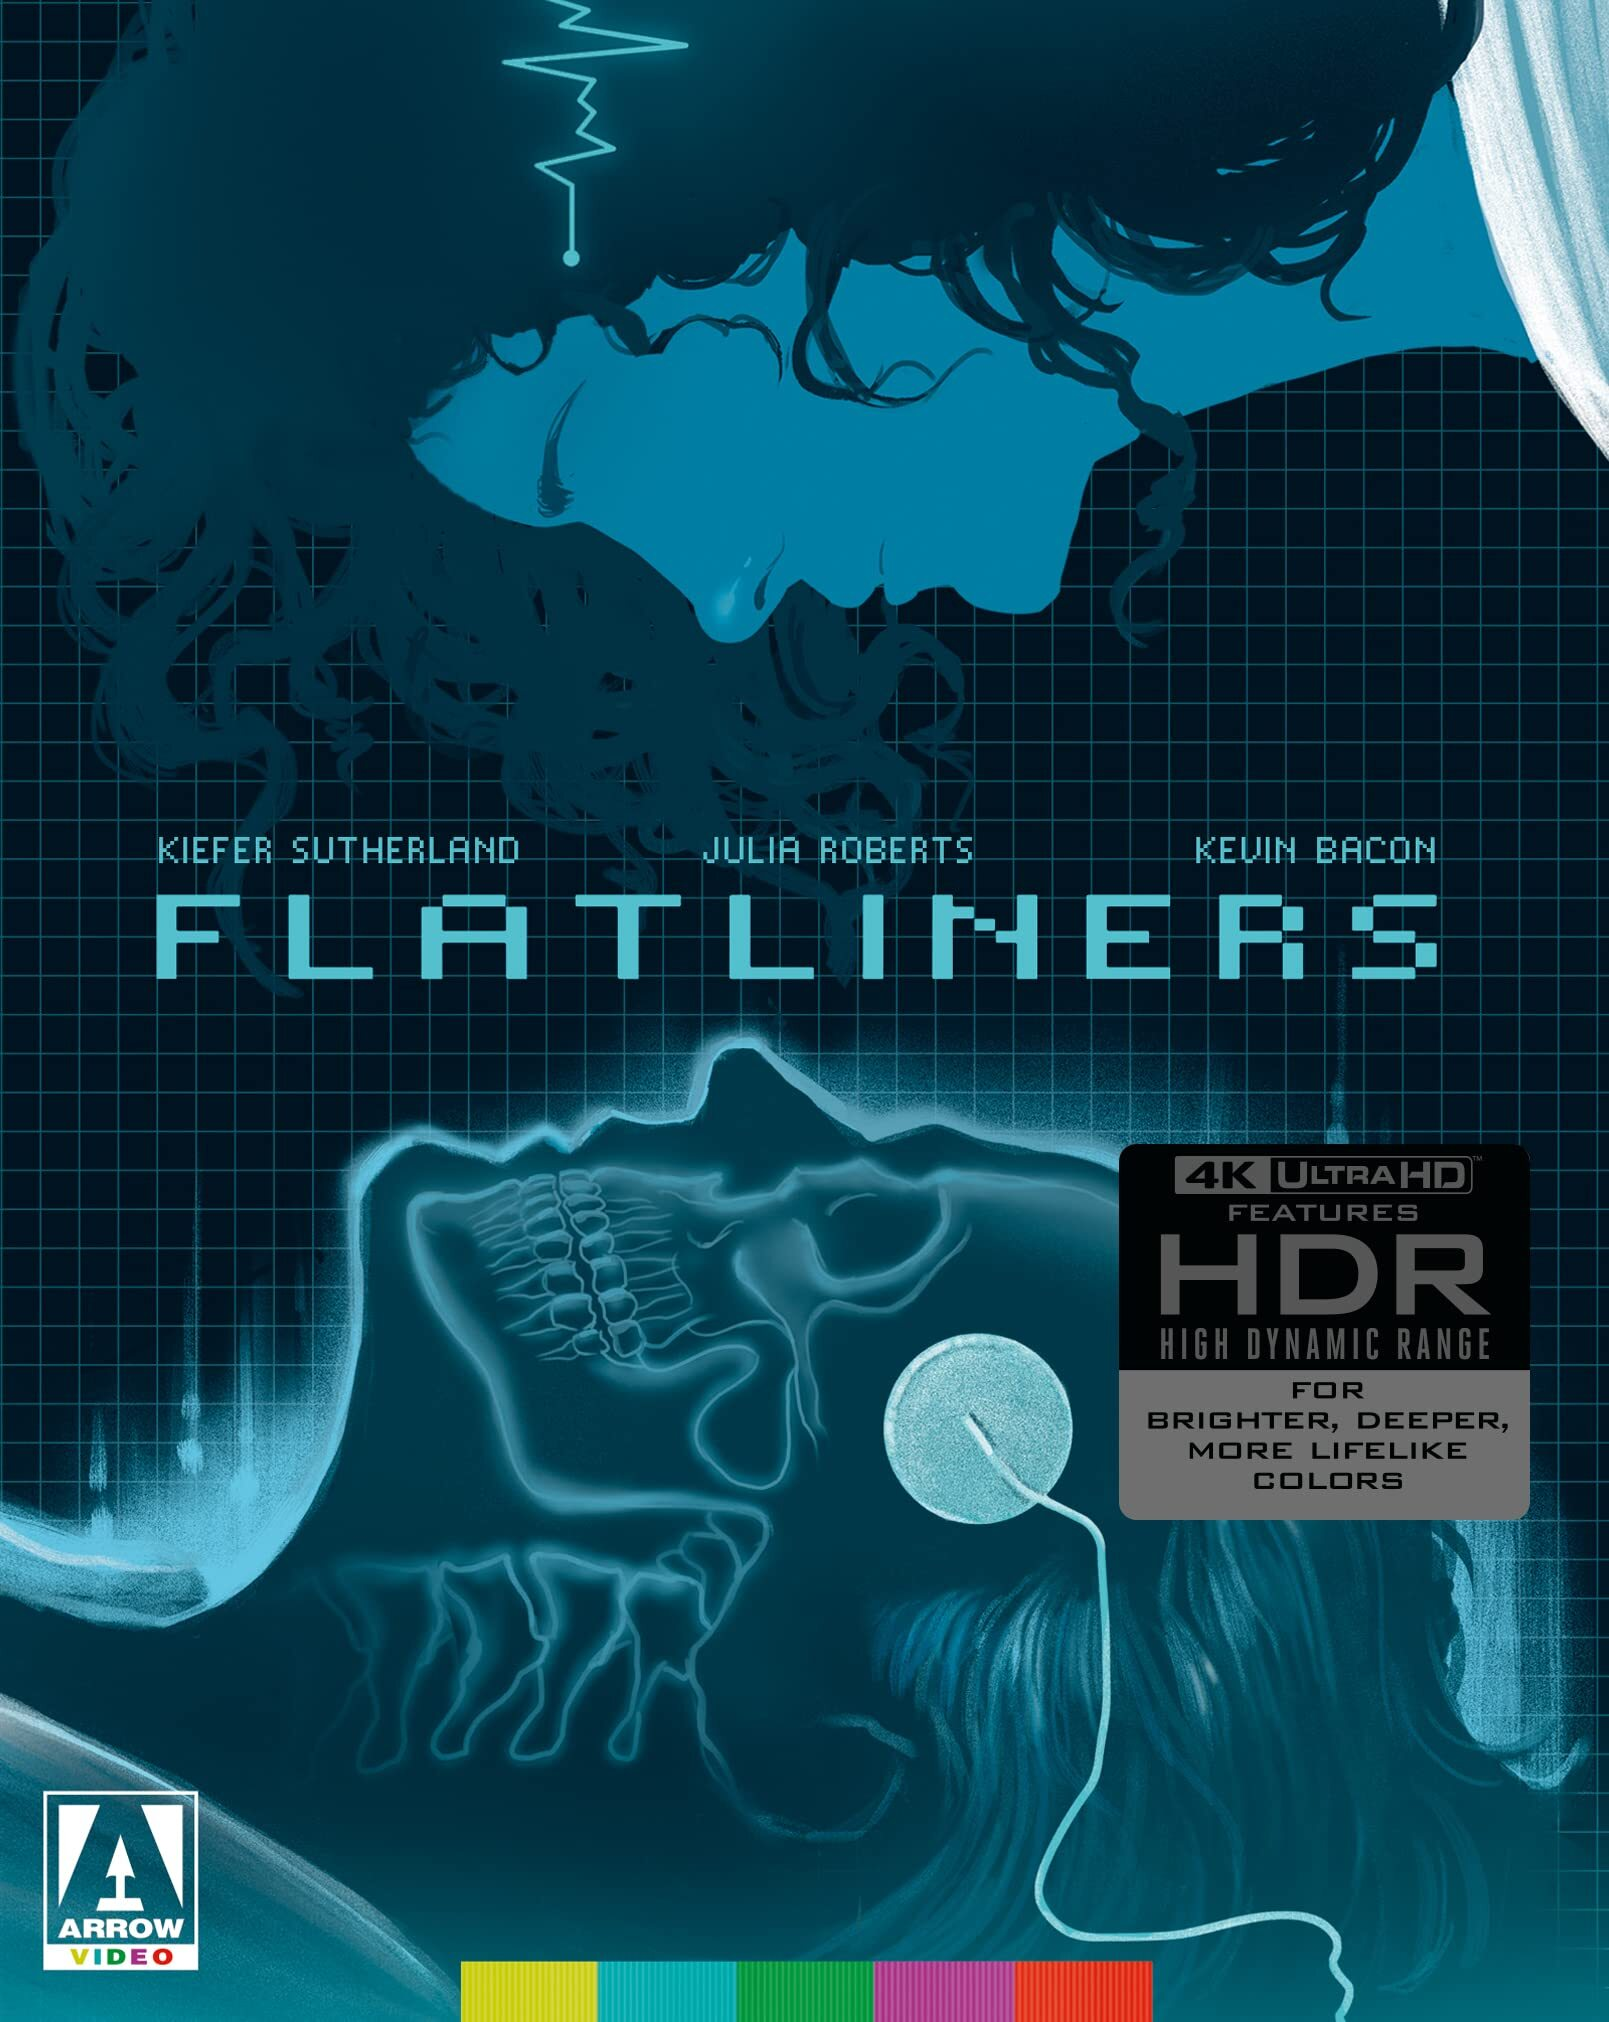 KIEFER SUTHERLAND JULIA ROBERTS KEVIN BACON
FLATLINERS
4K ULTRA HD™
FEATURES
HDR
HIGH DYNAMIC RANGE
FOR
BRIGHTER, DEEPER,
MORE LIFELIKE
COLORS
ARROW
VIDEO